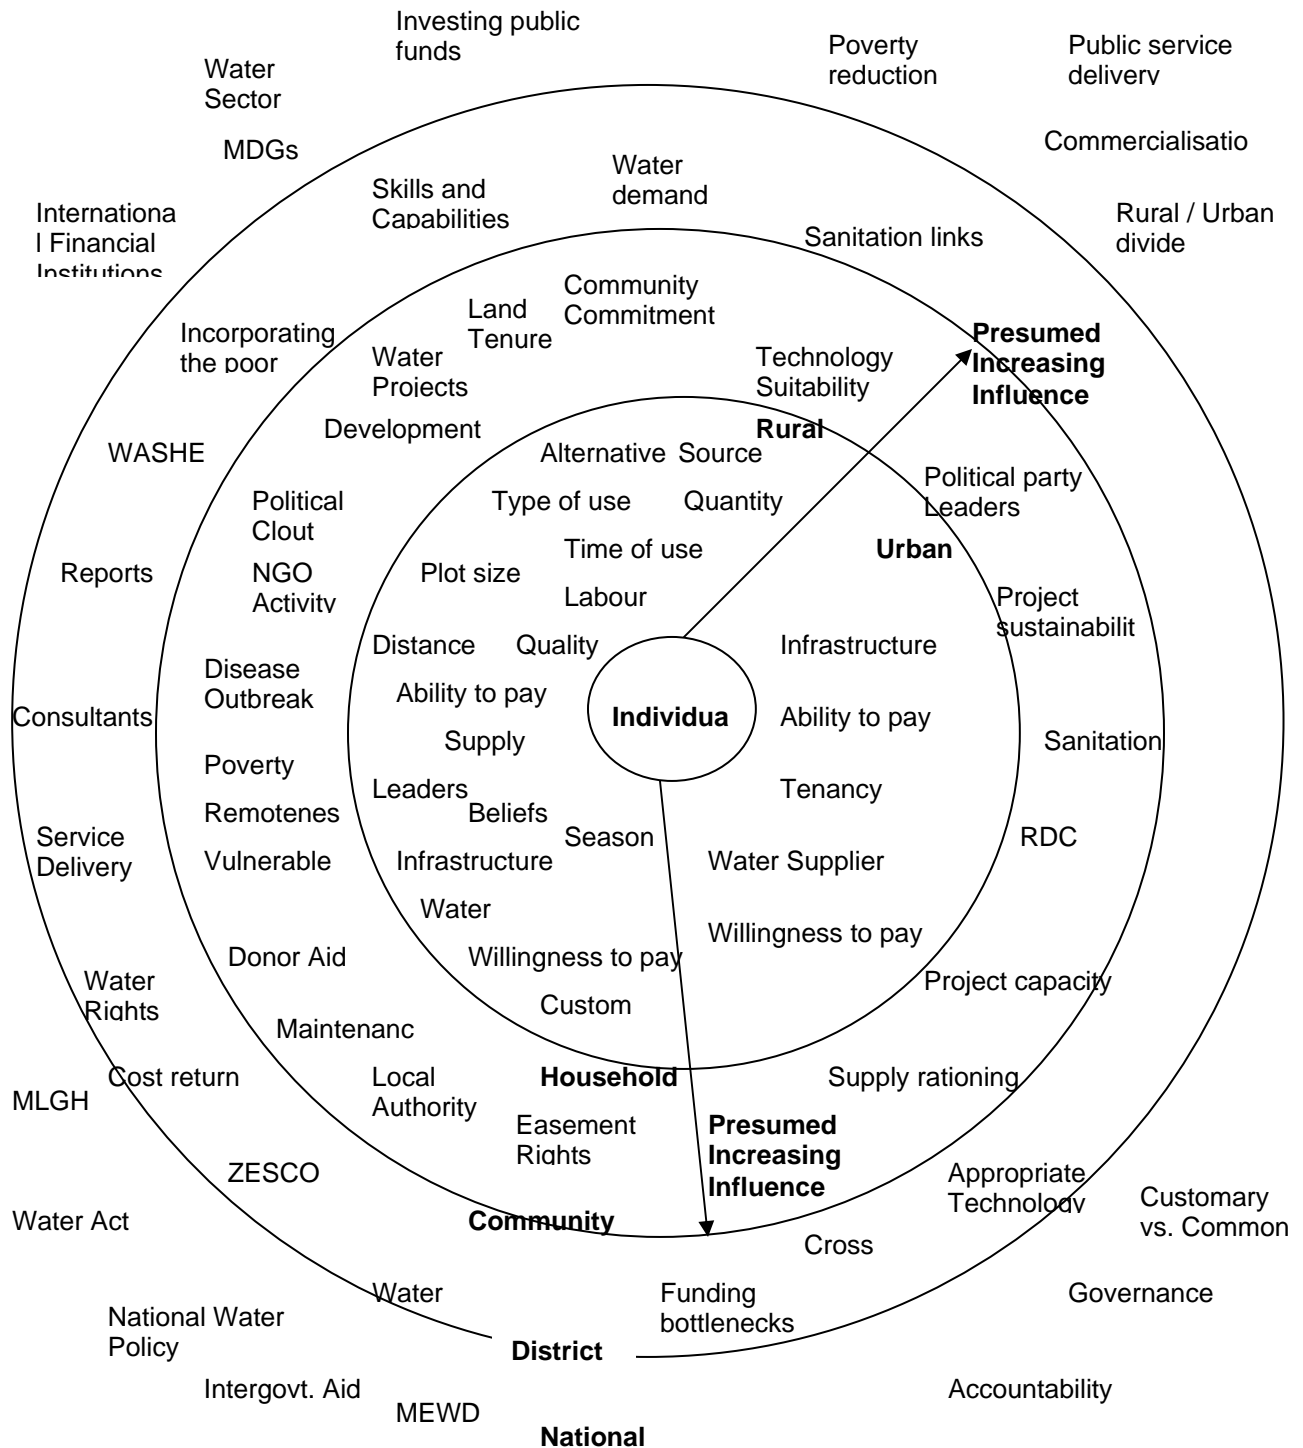 Investing public
funds
Poverty
reduction
Public service
delivery
Water
Sector
MDGs
Commercialisatio
Water
demand
Skills and
Capabilities
Internationa
l Financial
Institutions
Rural / Urban
divide
Sanitation links
Community
Commitment
Land
Tenure
Incorporating
the poor
Presumed
Increasing
Influence
Water
Projects
Technology
Suitability
Development
Rural
WASHE
Alternative Source
Political party
Leaders
Political
Clout
Type of use
Quantity
Time of use
Urban
Reports
NGO
Activity
Plot size
Labour
Project
sustainabilit
Distance
Quality
Infrastructure
Disease
Outbreak
Ability to pay
Consultants
Individua
Ability to pay
Supply
Sanitation
Poverty
Leaders
Tenancy
Remotenes
Beliefs
Service
Delivery
Season
RDC
Vulnerable
Infrastructure
Water Supplier
Water
Willingness to pay
Donor Aid
Willingness to pay
Water
Rights
Project capacity
Custom
Maintenanc
Cost return
Local
Authority
Household
Supply rationing
MLGH
Easement
Rights
Presumed
Increasing
Influence
ZESCO
Appropriate
Technology
Customary
vs. Common
Water Act
Community
Cross
Water
Funding
bottlenecks
Governance
National Water
Policy
District
Intergovt. Aid
Accountability
MEWD
National